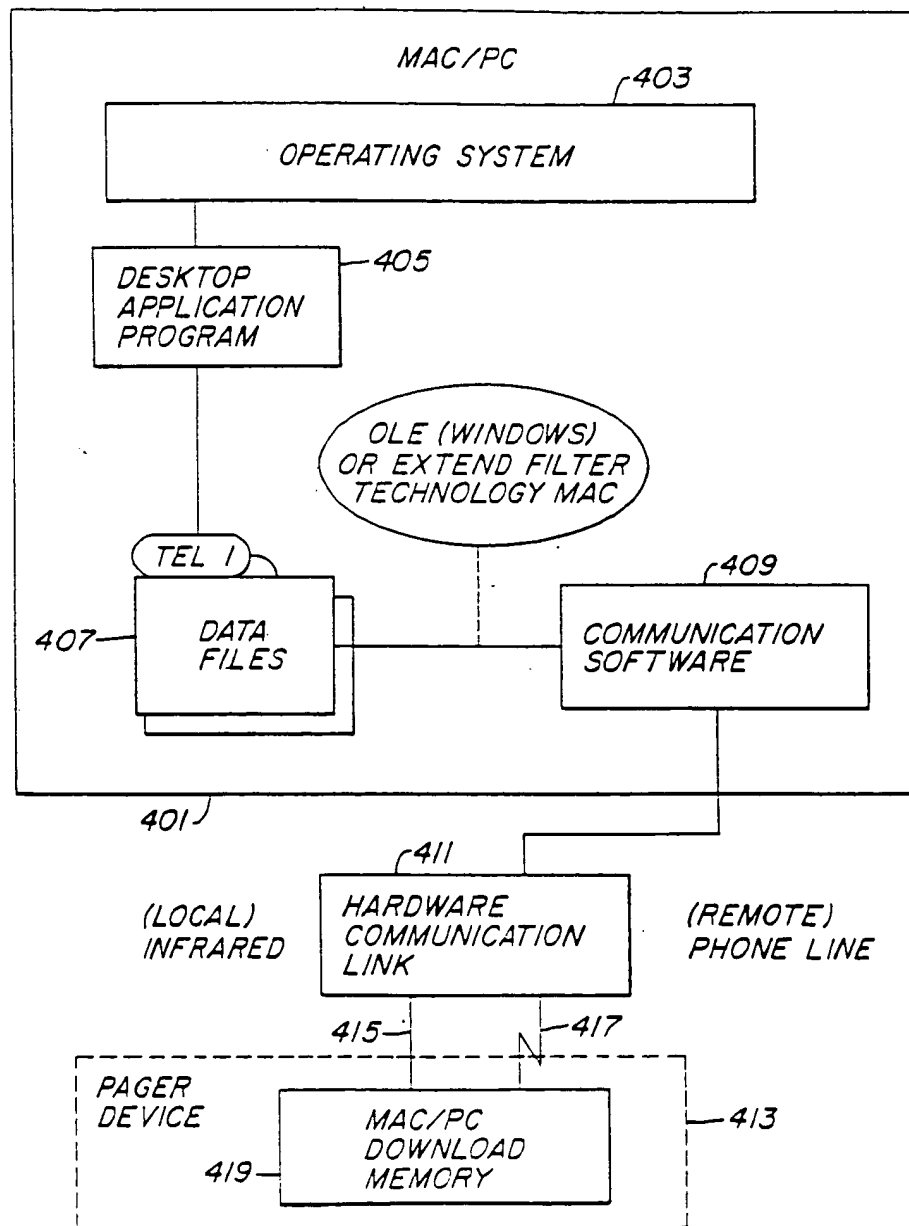 MAC/PC
403
OPERATING SYSTEM
405
DESKTOP
APPLICATION
PROGRAM
OLE (WINDOWS)
OR EXTEND FILTER
TECHNOLOGY MAC
TEL 1
409
407
DATA
FILES
COMMUNICATION
SOFTWARE
401
411
(LOCAL)
INFRARED
HARDWARE
COMMUNICATION
LINK
(REMOTE)
PHONE LINE
415
417
PAGER
DEVICE
413
MAC/PC
DOWNLOAD
MEMORY
419